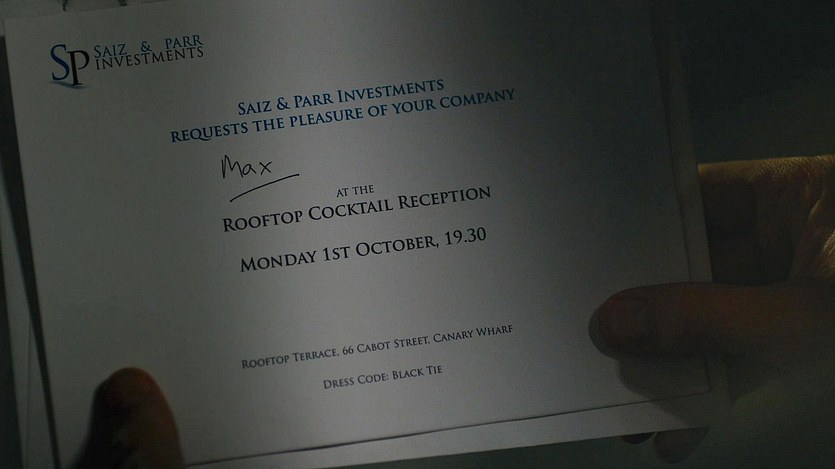 SP SAIZ & PARR
INVESTMENTS
SAIZ & PARR INVESTMENTS
REQUESTS THE PLEASURE OF YOUR COMPANY
Max
AT THE
ROOFTOP COCKTAIL RECEPTION
MONDAY 1ST OCTOBER, 19.30
ROOFTOP TERRACE, 66 CABOT STREET, CANARY WHARF
DRESS CODE: BLACK TIE